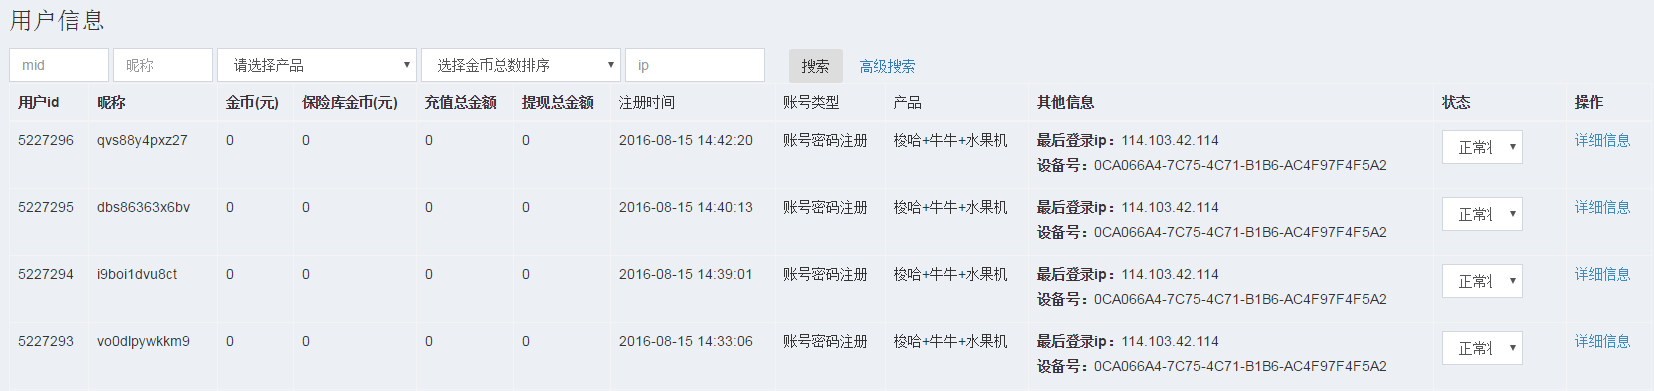 用户信息
mid 昵称 请选择产品 选择金币总数排序 ip 搜索 高级搜索
用户id 昵称 金币(元) 保险库金币(元) 充值总金额 提现总金额 注册时间 账号类型 产品 其他信息 状态 操作
5227296 qvs88y4pxz27 0 0 0 0 2016-08-15 14:42:20 账号密码注册 梭哈+牛牛+水果机 最后登录ip：114.103.42.114 正常 详细信息
设备号：0CA066A4-7C75-4C71-B1B6-AC4F97F4F5A2
5227295 dbs86363x6bv 0 0 0 0 2016-08-15 14:40:13 账号密码注册 梭哈+牛牛+水果机 最后登录ip：114.103.42.114 正常 详细信息
设备号：0CA066A4-7C75-4C71-B1B6-AC4F97F4F5A2
5227294 i9boi1dvu8ct 0 0 0 0 2016-08-15 14:39:01 账号密码注册 梭哈+牛牛+水果机 最后登录ip：114.103.42.114 正常 详细信息
设备号：0CA066A4-7C75-4C71-B1B6-AC4F97F4F5A2
5227293 vo0dlpywkkm9 0 0 0 0 2016-08-15 14:33:06 账号密码注册 梭哈+牛牛+水果机 最后登录ip：114.103.42.114 正常 详细信息
设备号：0CA066A4-7C75-4C71-B1B6-AC4F97F4F5A2